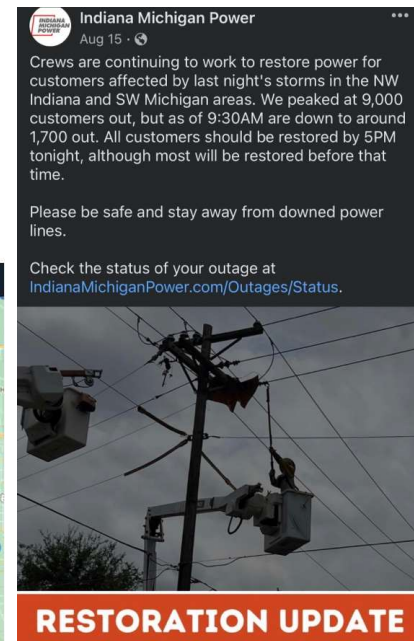 INDIANA
MICHIGAN
POWER
Indiana Michigan Power
Aug 15 ·
Crews are continuing to work to restore power for
customers affected by last night's storms in the NW
Indiana and SW Michigan areas. We peaked at 9,000
customers out, but as of 9:30AM are down to around
1,700 out. All customers should be restored by 5PM
tonight, although most will be restored before that
time.
Please be safe and stay away from downed power
lines.
Check the status of your outage at
IndianaMichiganPower.com/Outages/Status.
RESTORATION UPDATE